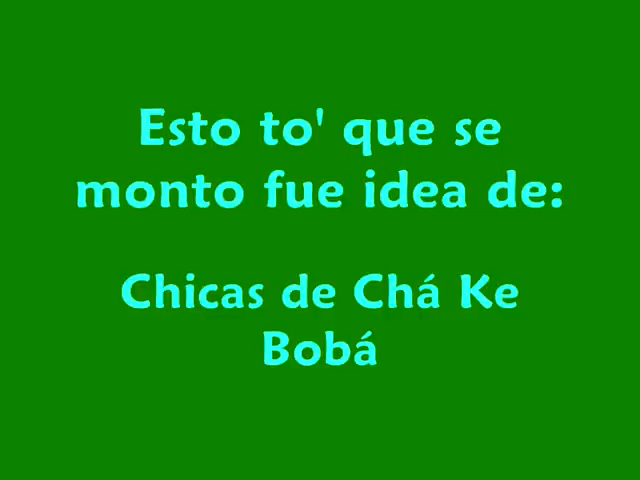 Esto to' que se
monto fue idea de:
Chicas de Chá Ke
Bobá